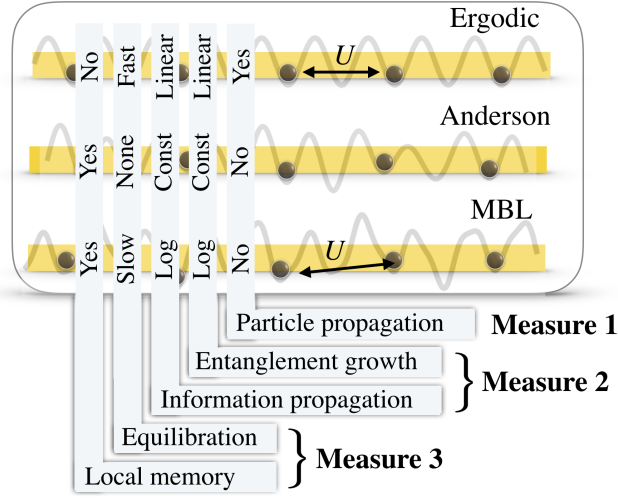 Ergodic
No Fast Linear Linear Yes
U
Anderson
Yes None Const Const No
MBL
Yes Slow Log Log No
U
Particle propagation
Measure 1
Entanglement growth
Measure 2
Information propagation
Equilibration
Measure 3
Local memory